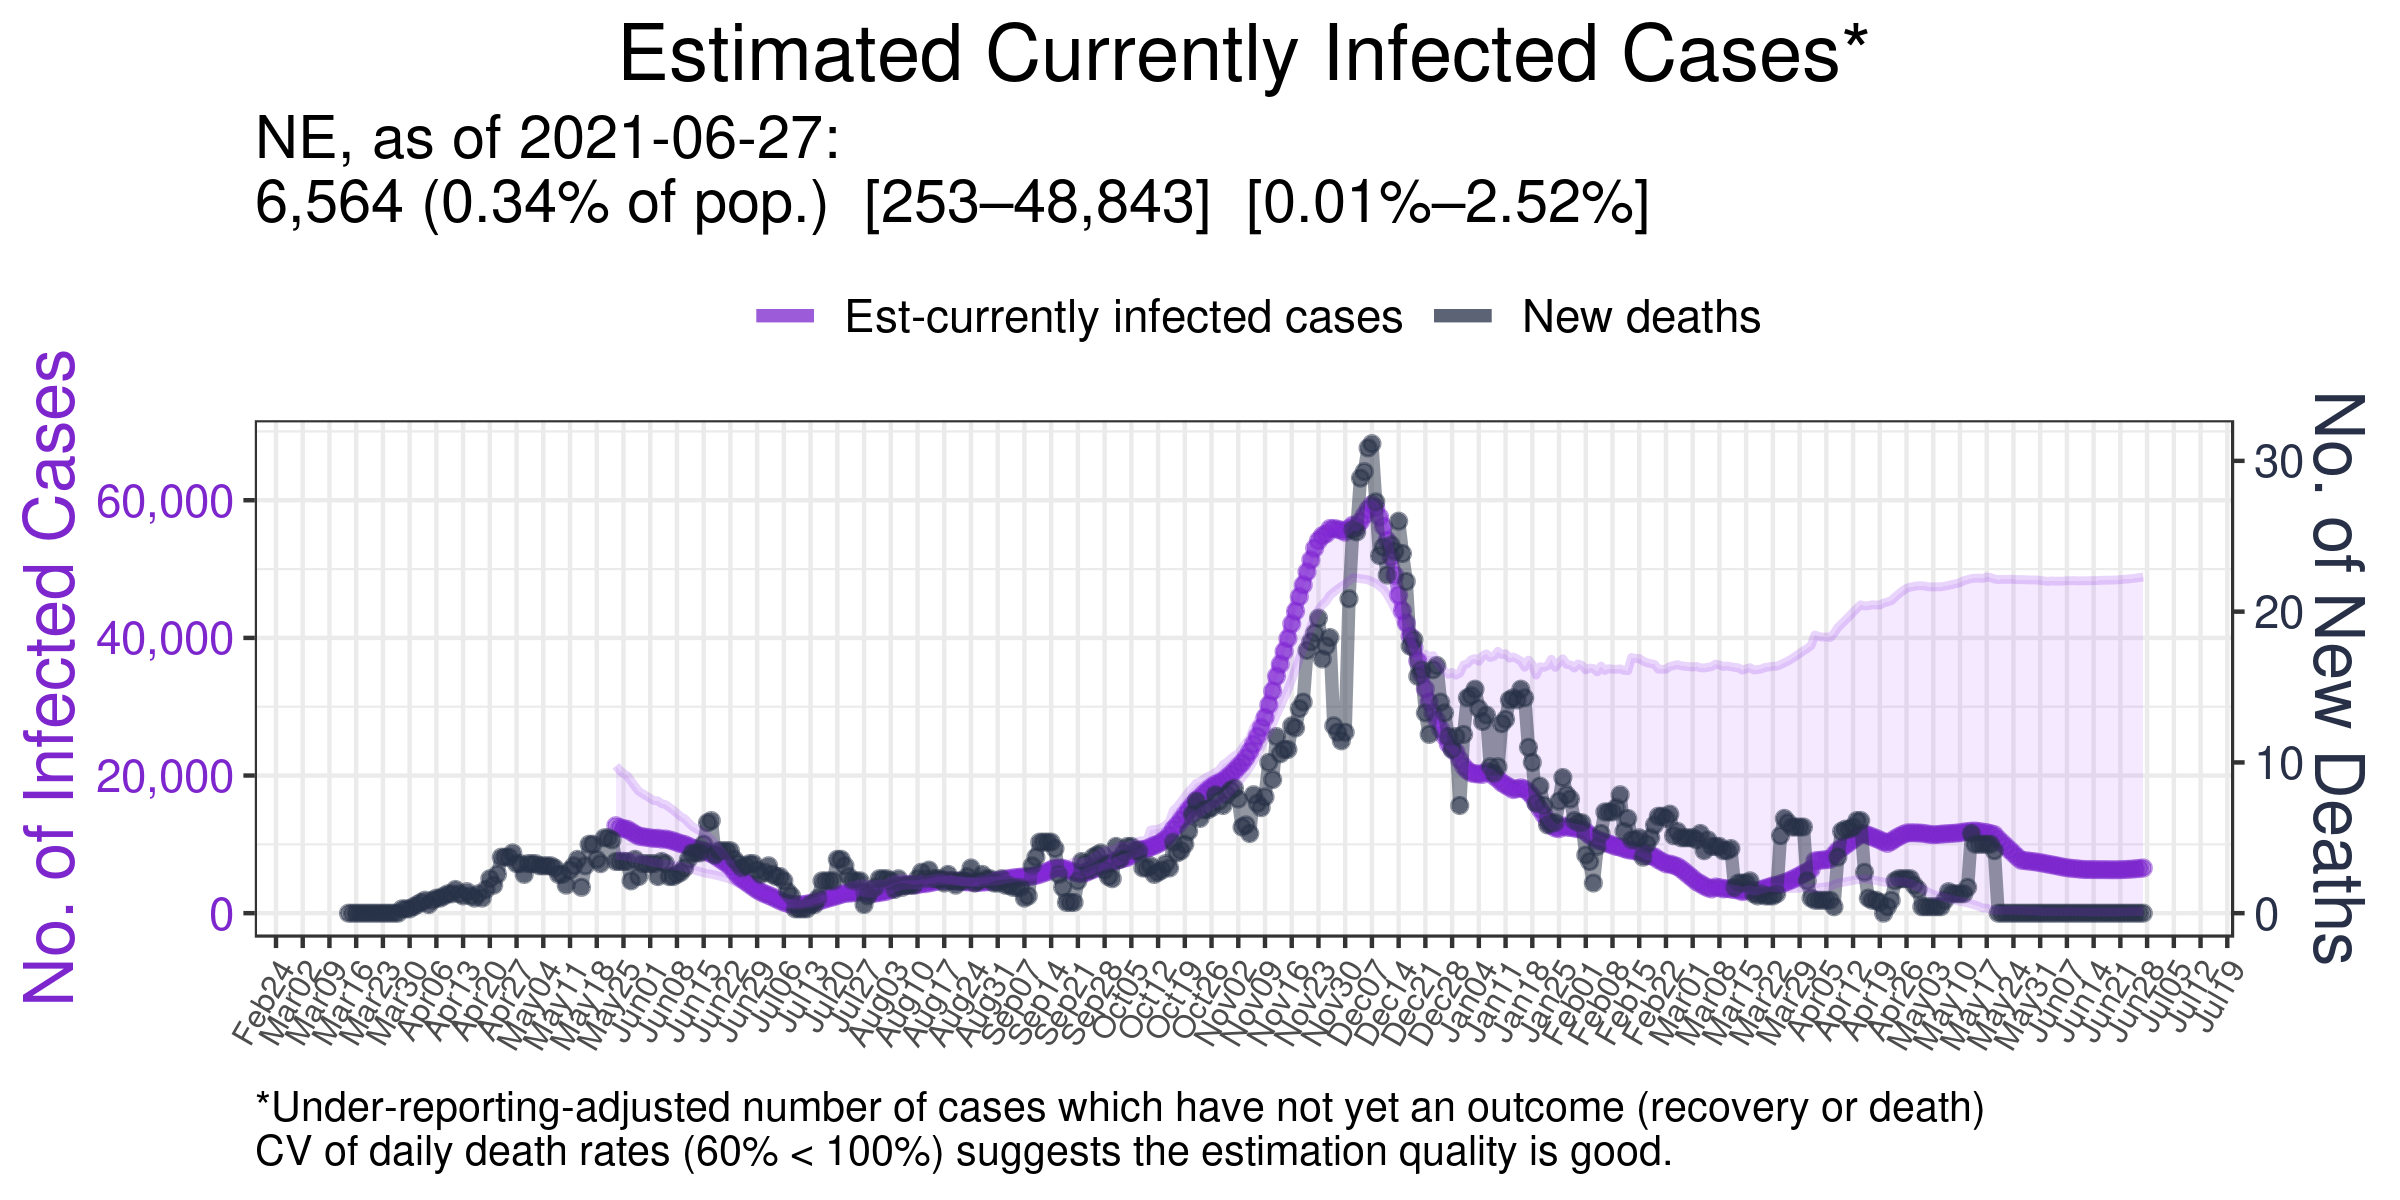 Estimated Currently Infected Cases*
NE, as of 2021-06-27:
6,564 (0.34% of pop.) [253–48,843] [0.01%–2.52%]
Est-currently infected cases
New deaths
No. of Infected Cases
60,000
40,000
20,000
0
30
20
10
0
No. of New Deaths
Feb24
Mar02
Mar09
Mar16
Mar23
Mar30
Apr06
Apr13
Apr20
Apr27
May04
May11
May18
May25
Jun01
Jun08
Jun15
Jun22
Jun29
Jul06
Jul13
Jul20
Jul27
Aug03
Aug10
Aug17
Aug24
Aug31
Sep07
Sep14
Sep21
Sep28
Oct05
Oct12
Oct19
Oct26
Nov02
Nov09
Nov16
Nov23
Nov30
Dec07
Dec14
Dec21
Dec28
Jan04
Jan11
Jan18
Jan25
Feb01
Feb08
Feb15
Feb22
Mar01
Mar08
Mar15
Mar22
Mar29
Apr05
Apr12
Apr19
Apr26
May03
May10
May17
May24
May31
Jun07
Jun14
Jun21
Jun28
Jul05
Jul12
Jul19
*Under-reporting-adjusted number of cases which have not yet an outcome (recovery or death)
CV of daily death rates (60% < 100%) suggests the estimation quality is good.